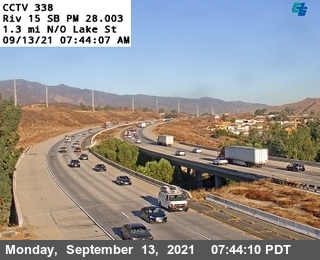 CCTV 338
Riv 15 SB PM 28.003
1.3 mi N/O Lake St
09/13/21 07:44:07 AM
Monday, September 13, 2021 07:44:10 PDT